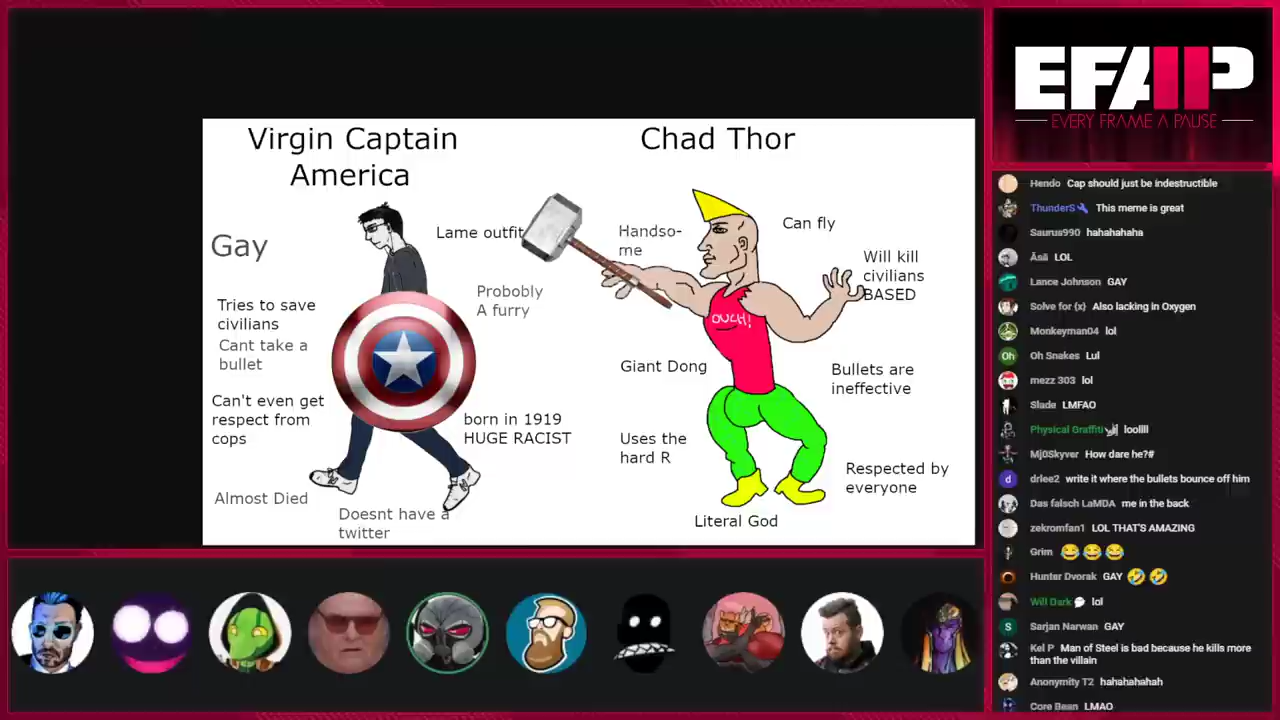 Virgin Captain
America
Chad Thor
Gay
Lame outfit
Handso-
me
Can fly
Will kill
civilians
BASED
Probobly
A furry
Tries to save
civilians
Cant take a
bullet
OUCH!
Giant Dong
Bullets are
ineffective
Can't even get
respect from
cops
born in 1919
HUGE RACIST
Uses the
hard R
Respected by
everyone
Almost Died
Doesnt have a
twitter
Literal God
EFAP
EVERY FRAME A PAUSE
Hendo Cap should just be indestructible
ThunderS This meme is great
Saurus990 hahahahaha
Āsä LOL
Lance Johnson GAY
Solve for {x} Also lacking in Oxygen
Monkeyman04 lol
Oh Oh Snakes Lul
mezz 303 lol
Slade LMFAO
Physical Graffiti loollll
Mj0Skyver How dare he?#
d drlee2 write it where the bullets bounce off him
Das falsch LaMDA me in the back
zekromfan1 LOL THAT'S AMAZING
Grim 😂😂😂
Hunter Dvorak GAY 🤣🤣
Will Dark lol
S Sarjan Narwan GAY
Kel P Man of Steel is bad because he kills more
than the villain
Anonymity T2 hahahahahah
Core Bean LMAO